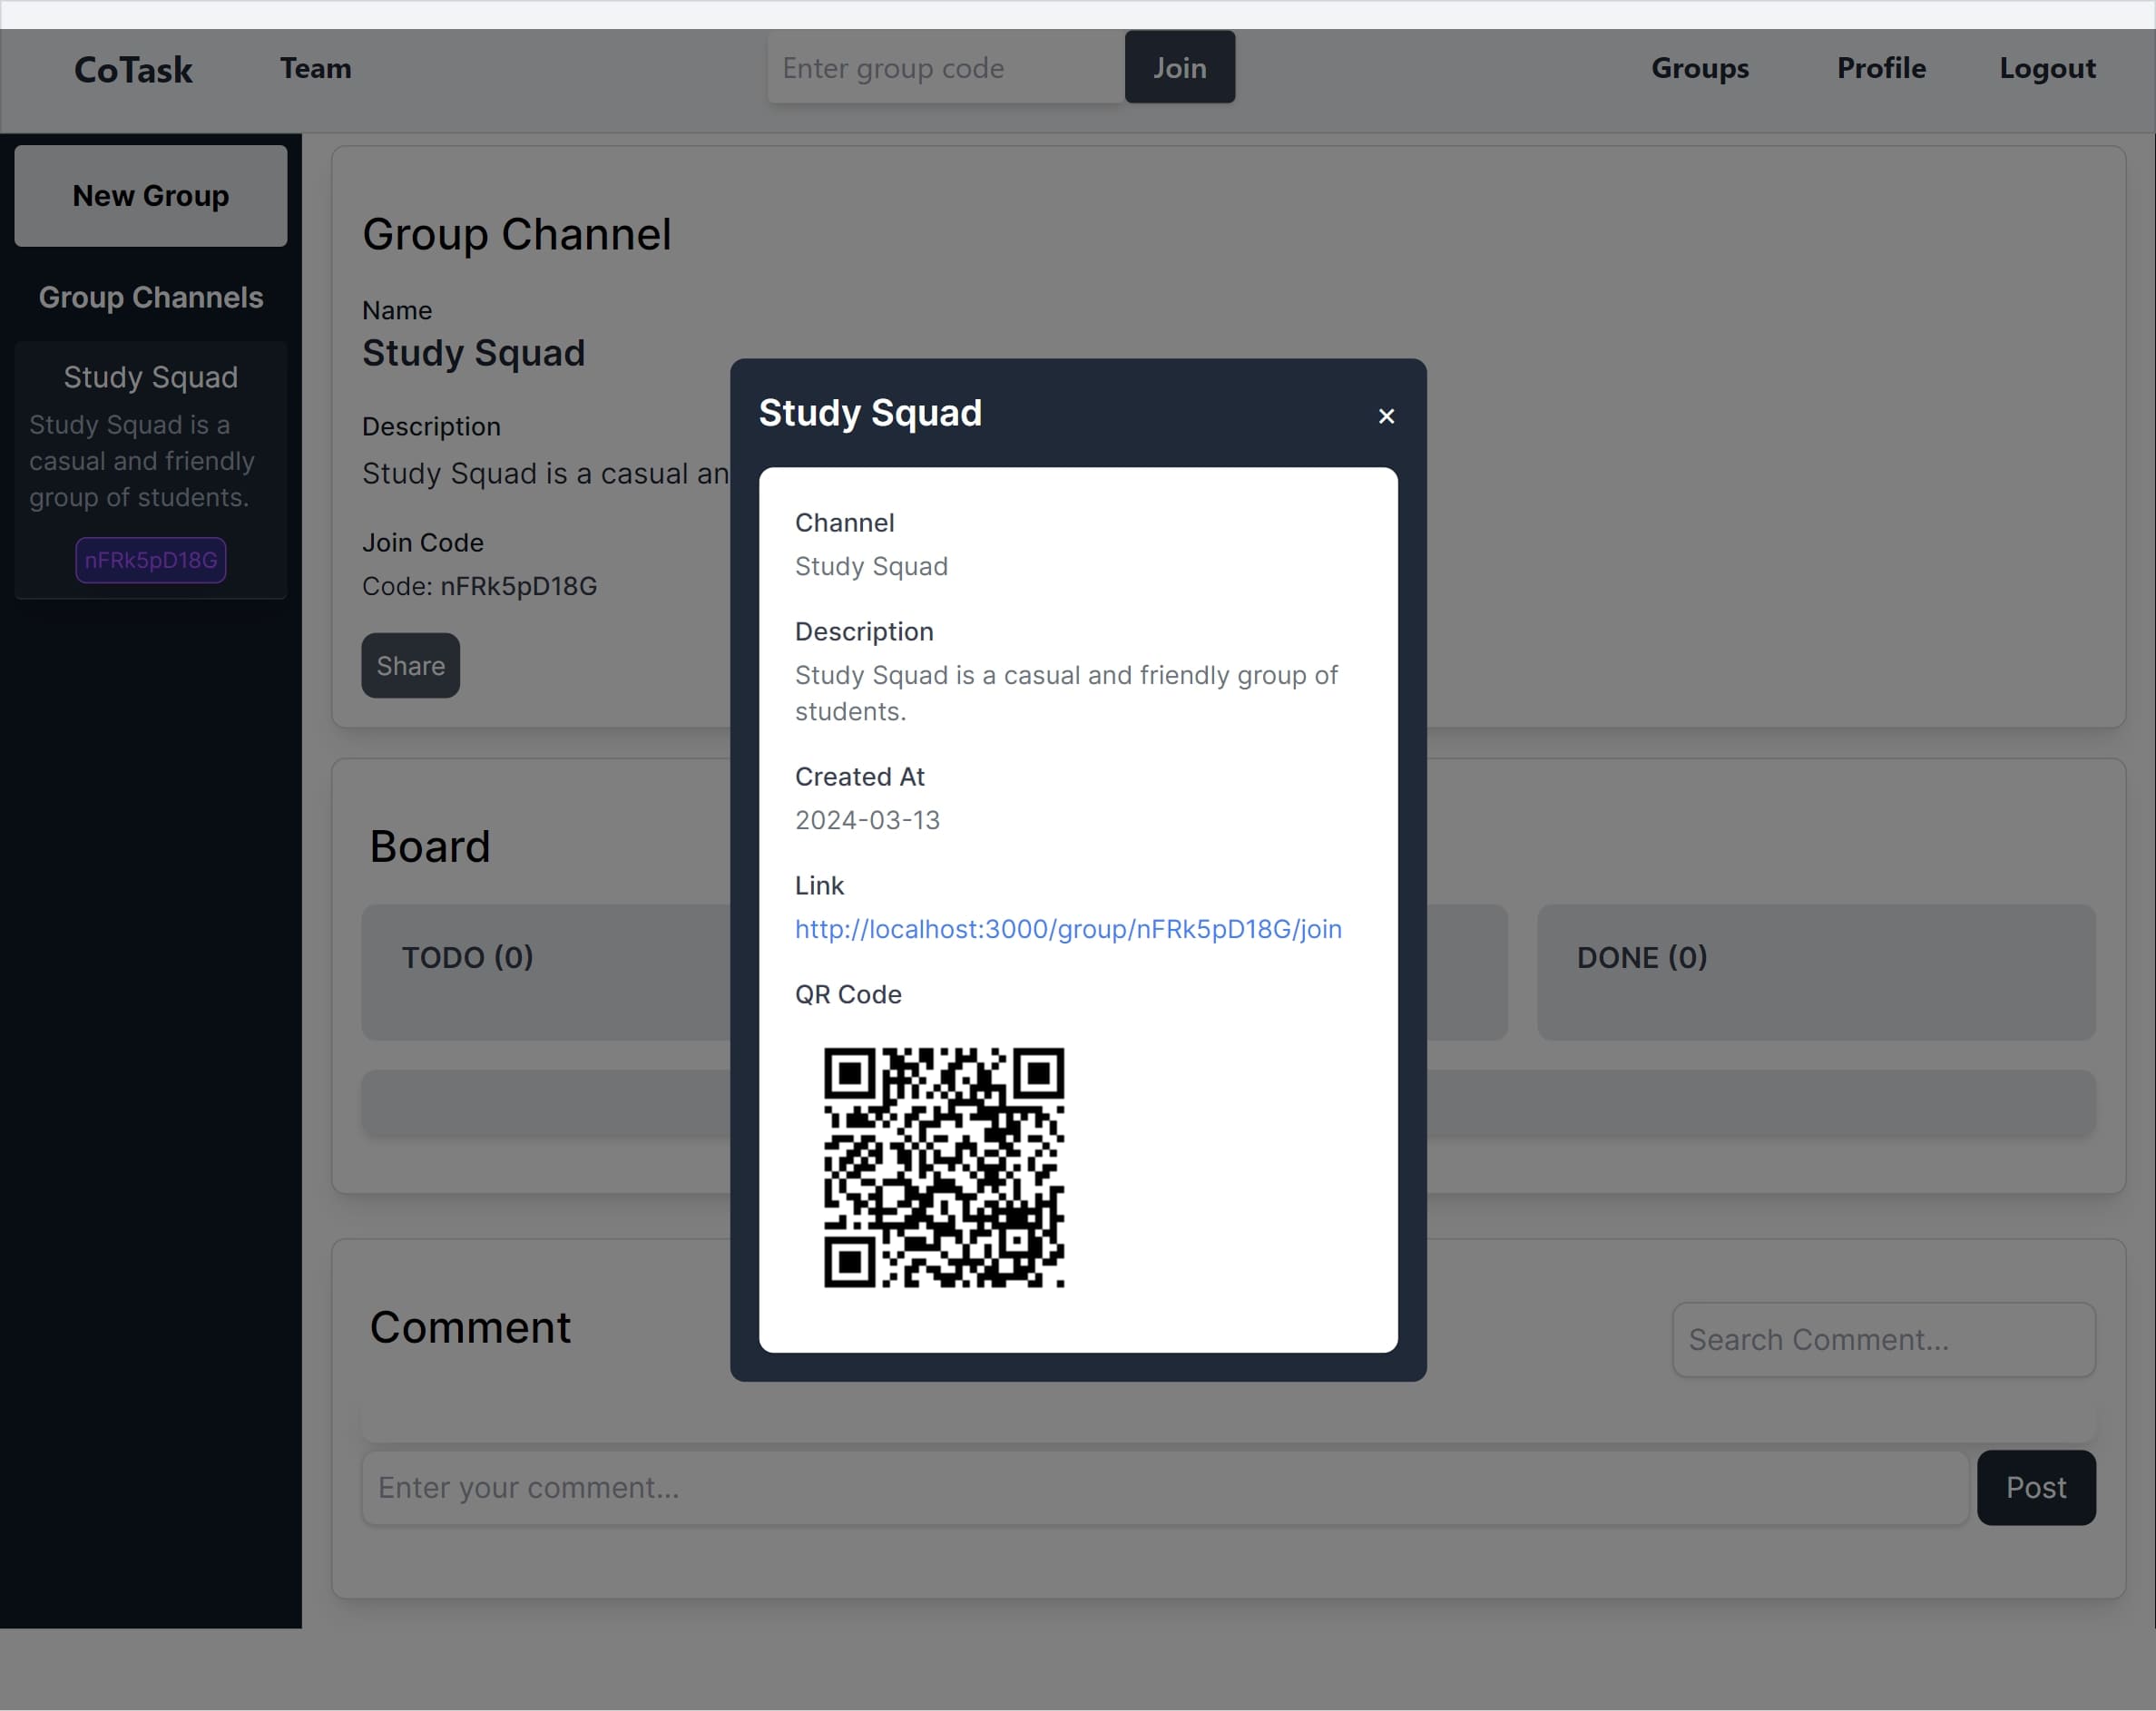 CoTask
Team
Enter group code
Join
Groups
Profile
Logout
New Group
Group Channels
Study Squad
Study Squad is a
casual and friendly
group of students.
nFRk5pD18G
Group Channel
Name
Study Squad
Description
Study Squad is a casual an
Join Code
Code: nFRk5pD18G
Share
Board
TODO (0)
DONE (0)
Comment
Search Comment...
Enter your comment...
Post
Study Squad
×
Channel
Study Squad
Description
Study Squad is a casual and friendly group of
students.
Created At
2024-03-13
Link
http://localhost:3000/group/nFRk5pD18G/join
QR Code